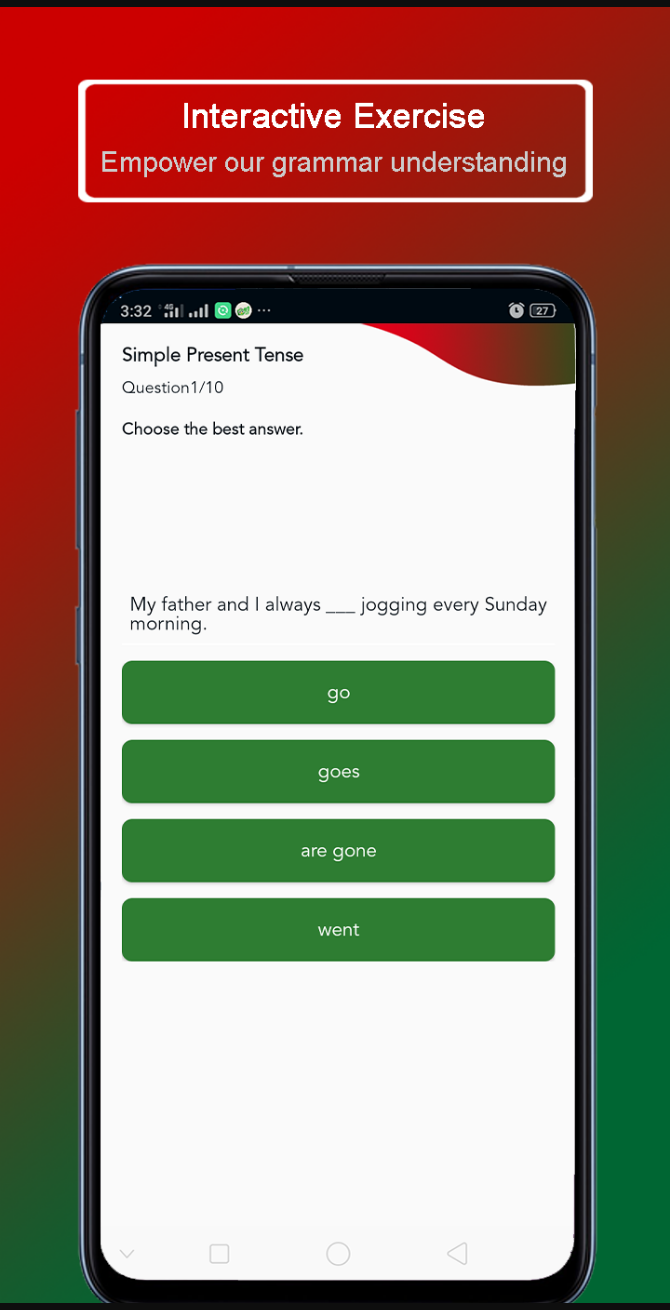 Interactive Exercise
Empower our grammar understanding
3:32 4G ... 27
Simple Present Tense
Question1/10
Choose the best answer.
My father and I always ___ jogging every Sunday
morning.
go
goes
are gone
went